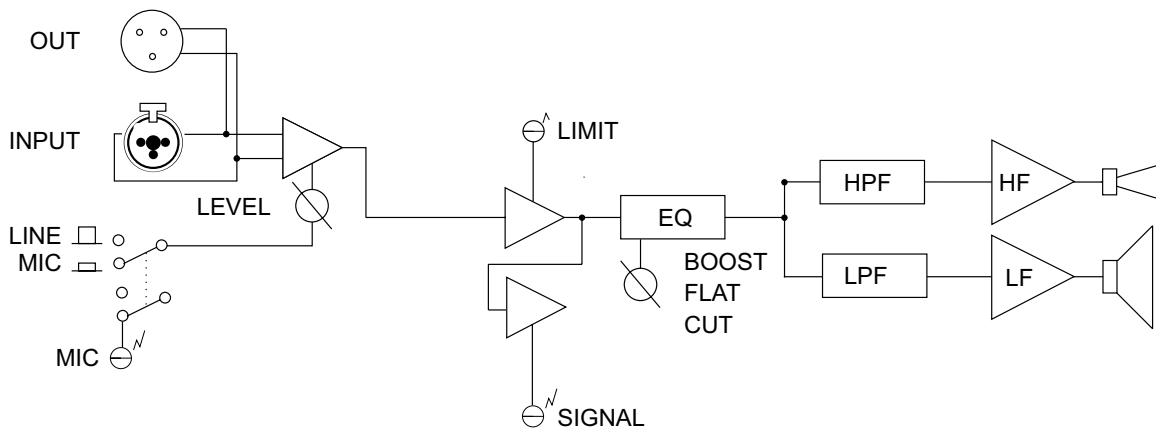 OUT
INPUT
LEVEL
LINE
MIC
MIC
LIMIT
SIGNAL
EQ
BOOST
FLAT
CUT
HPF
HF
LPF
LF